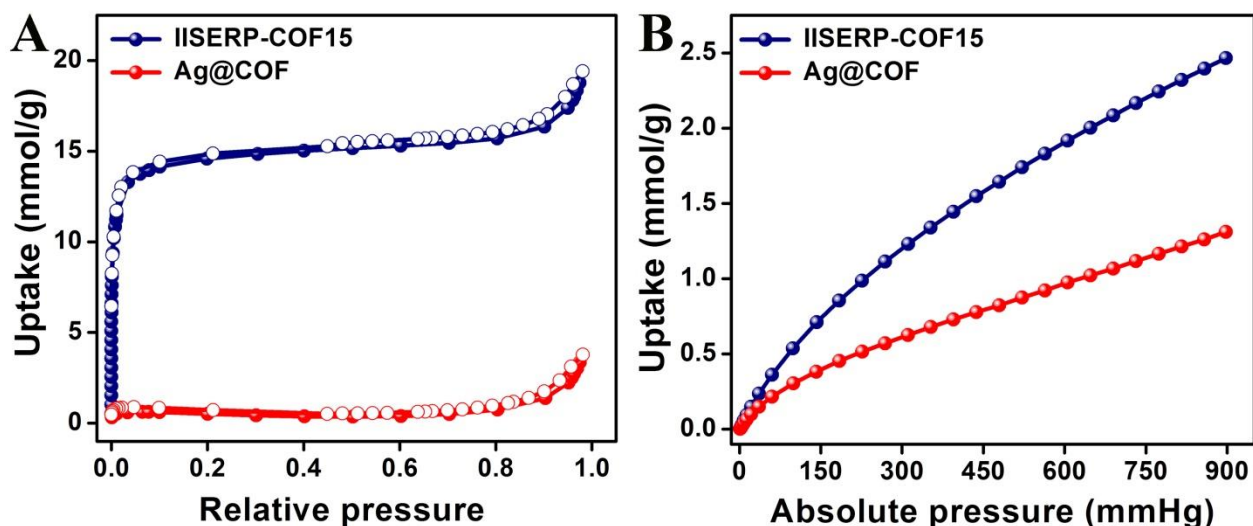 A
IISERP-COF15
Ag@COF
Uptake (mmol/g)
20
15
10
5
0
0.0 0.2 0.4 0.6 0.8 1.0
Relative pressure
B
IISERP-COF15
Ag@COF
Uptake (mmol/g)
2.5
2.0
1.5
1.0
0.5
0.0
0 150 300 450 600 750 900
Absolute pressure (mmHg)